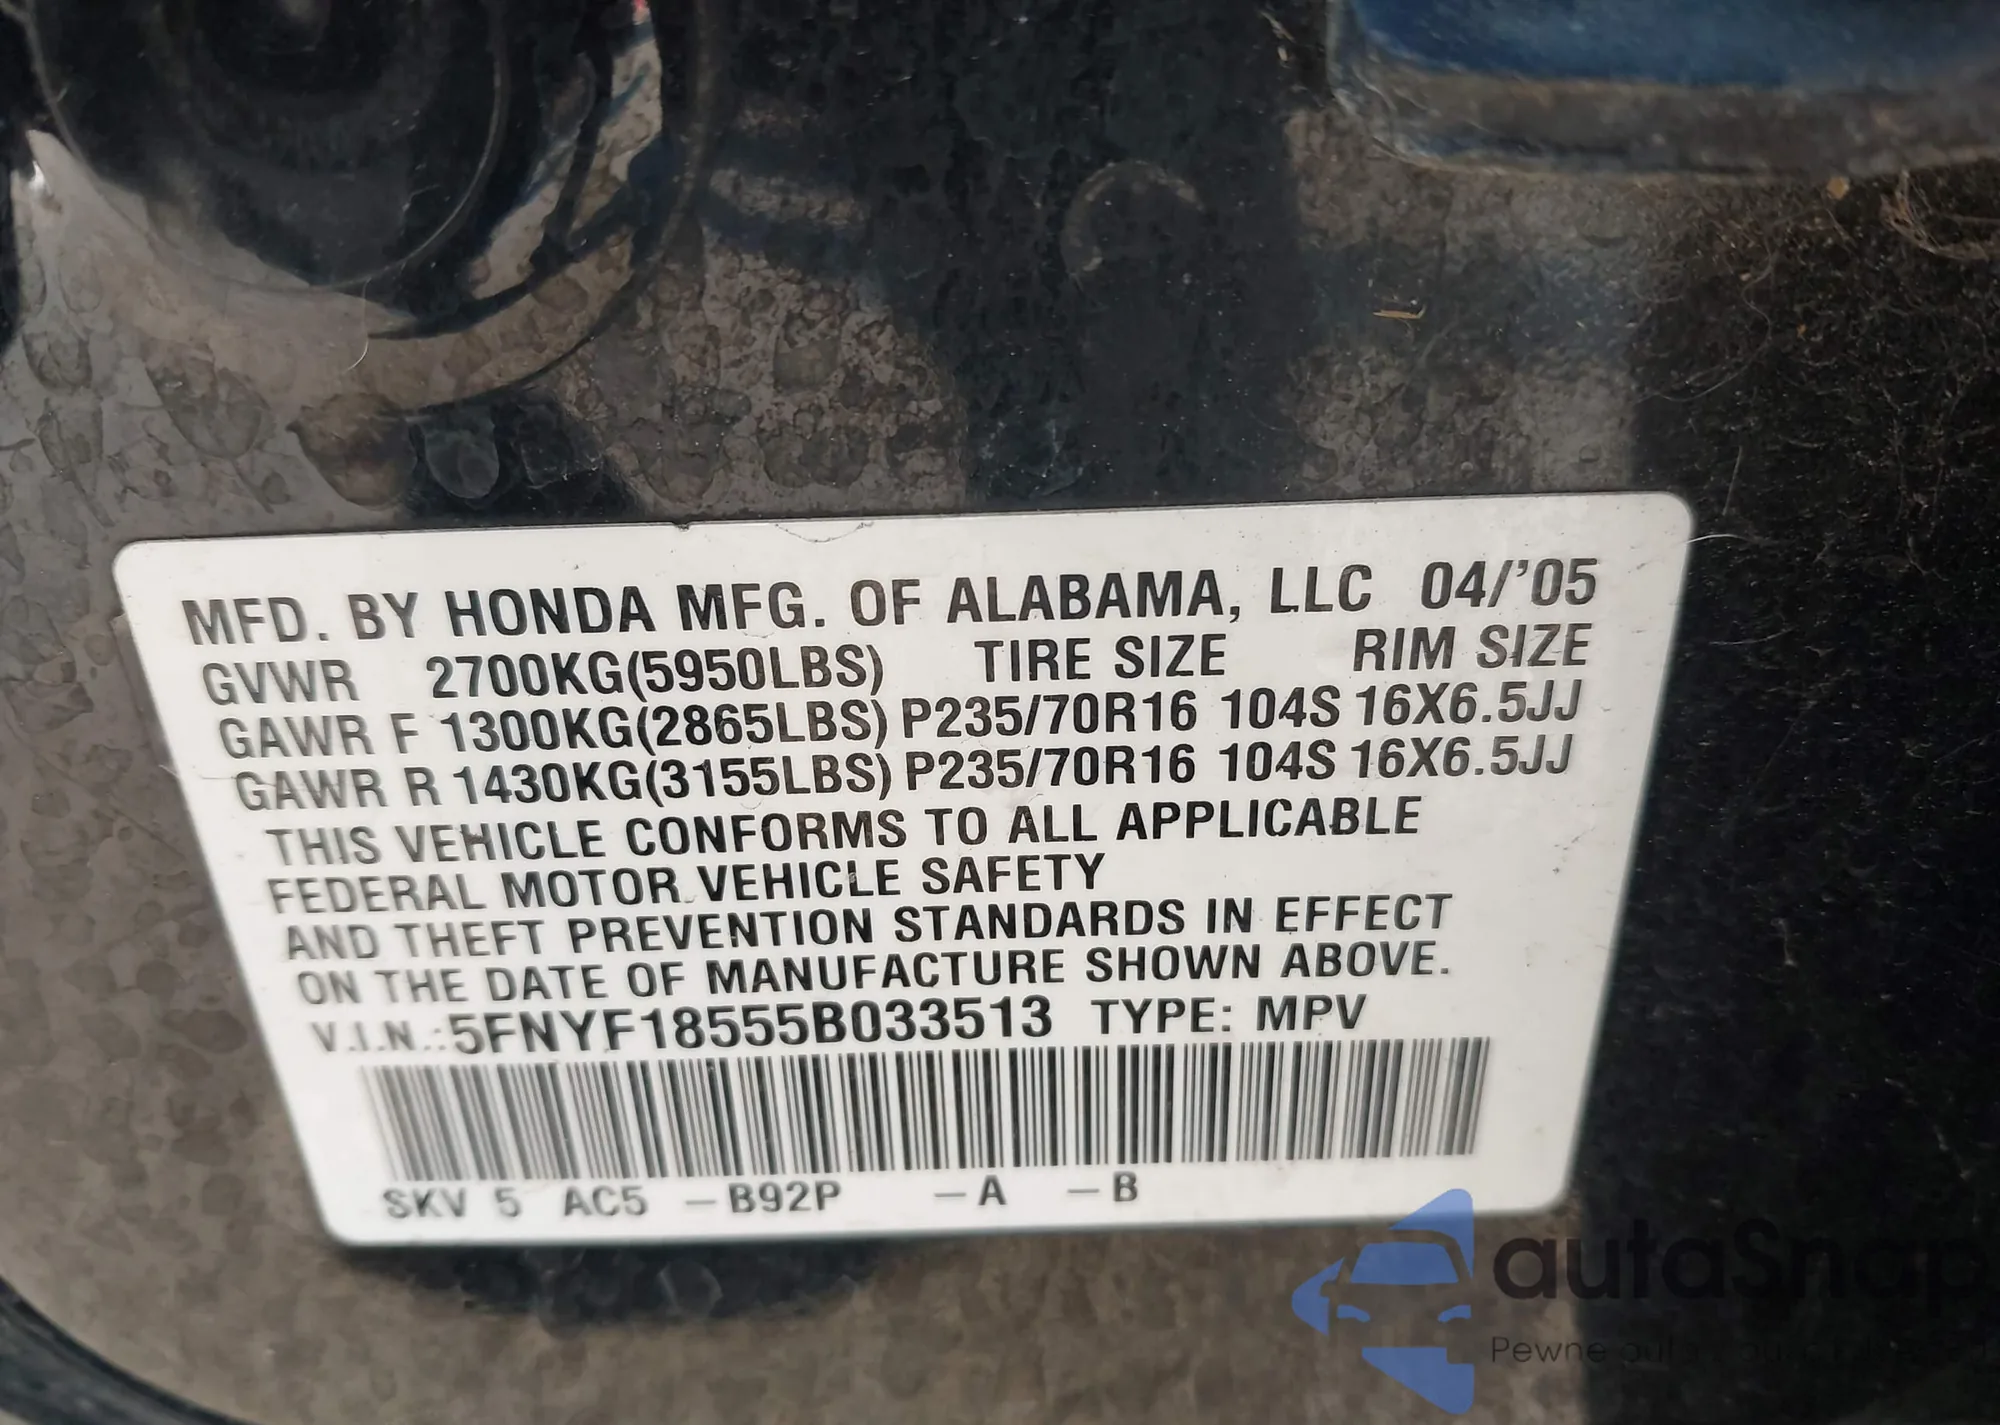 MFD. BY HONDA MFG. OF ALABAMA, LLC 04/'05
GVWR 2700KG(5950LBS) TIRE SIZE RIM SIZE
GAWR F 1300KG(2865LBS) P235/70R16 104S 16X6.5JJ
GAWR R 1430KG(3155LBS) P235/70R16 104S 16X6.5JJ
THIS VEHICLE CONFORMS TO ALL APPLICABLE
FEDERAL MOTOR VEHICLE SAFETY
AND THEFT PREVENTION STANDARDS IN EFFECT
ON THE DATE OF MANUFACTURE SHOWN ABOVE.
V.I.N.:5FNYF18555B033513 TYPE: MPV
SKV 5 AC5 –B92P –A –B
autaSnap
Pewne auta